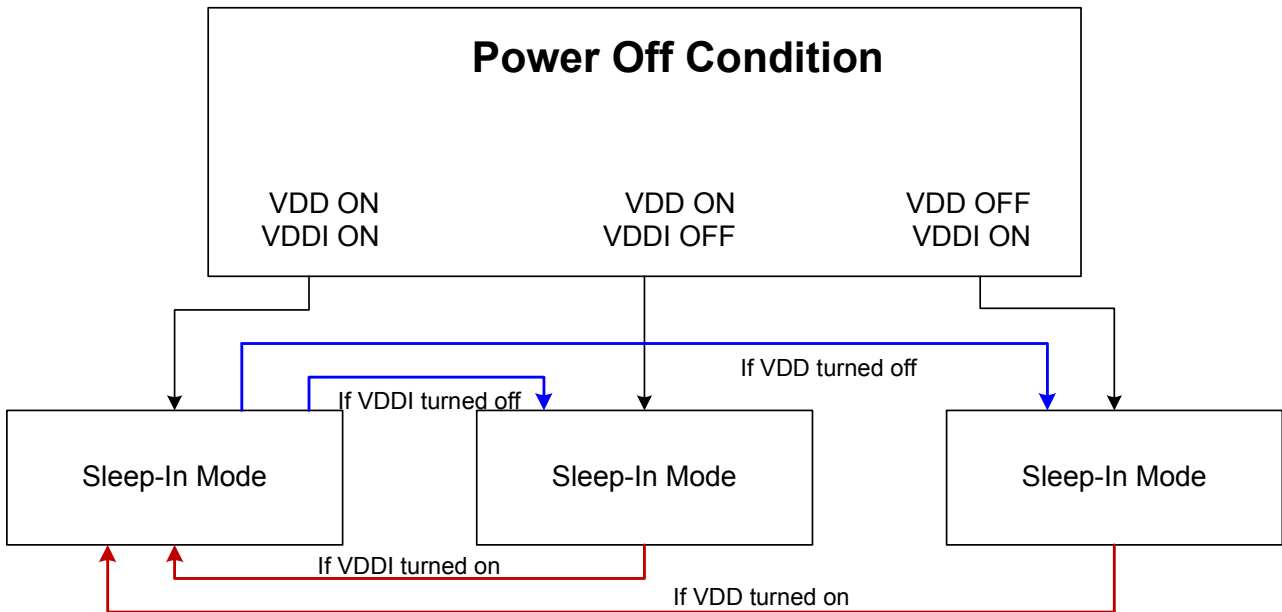 Power Off Condition
VDD ON
VDDI ON
VDD ON
VDDI OFF
VDD OFF
VDDI ON
If VDD turned off
If VDDI turned off
Sleep-In Mode
Sleep-In Mode
Sleep-In Mode
If VDDI turned on
If VDD turned on